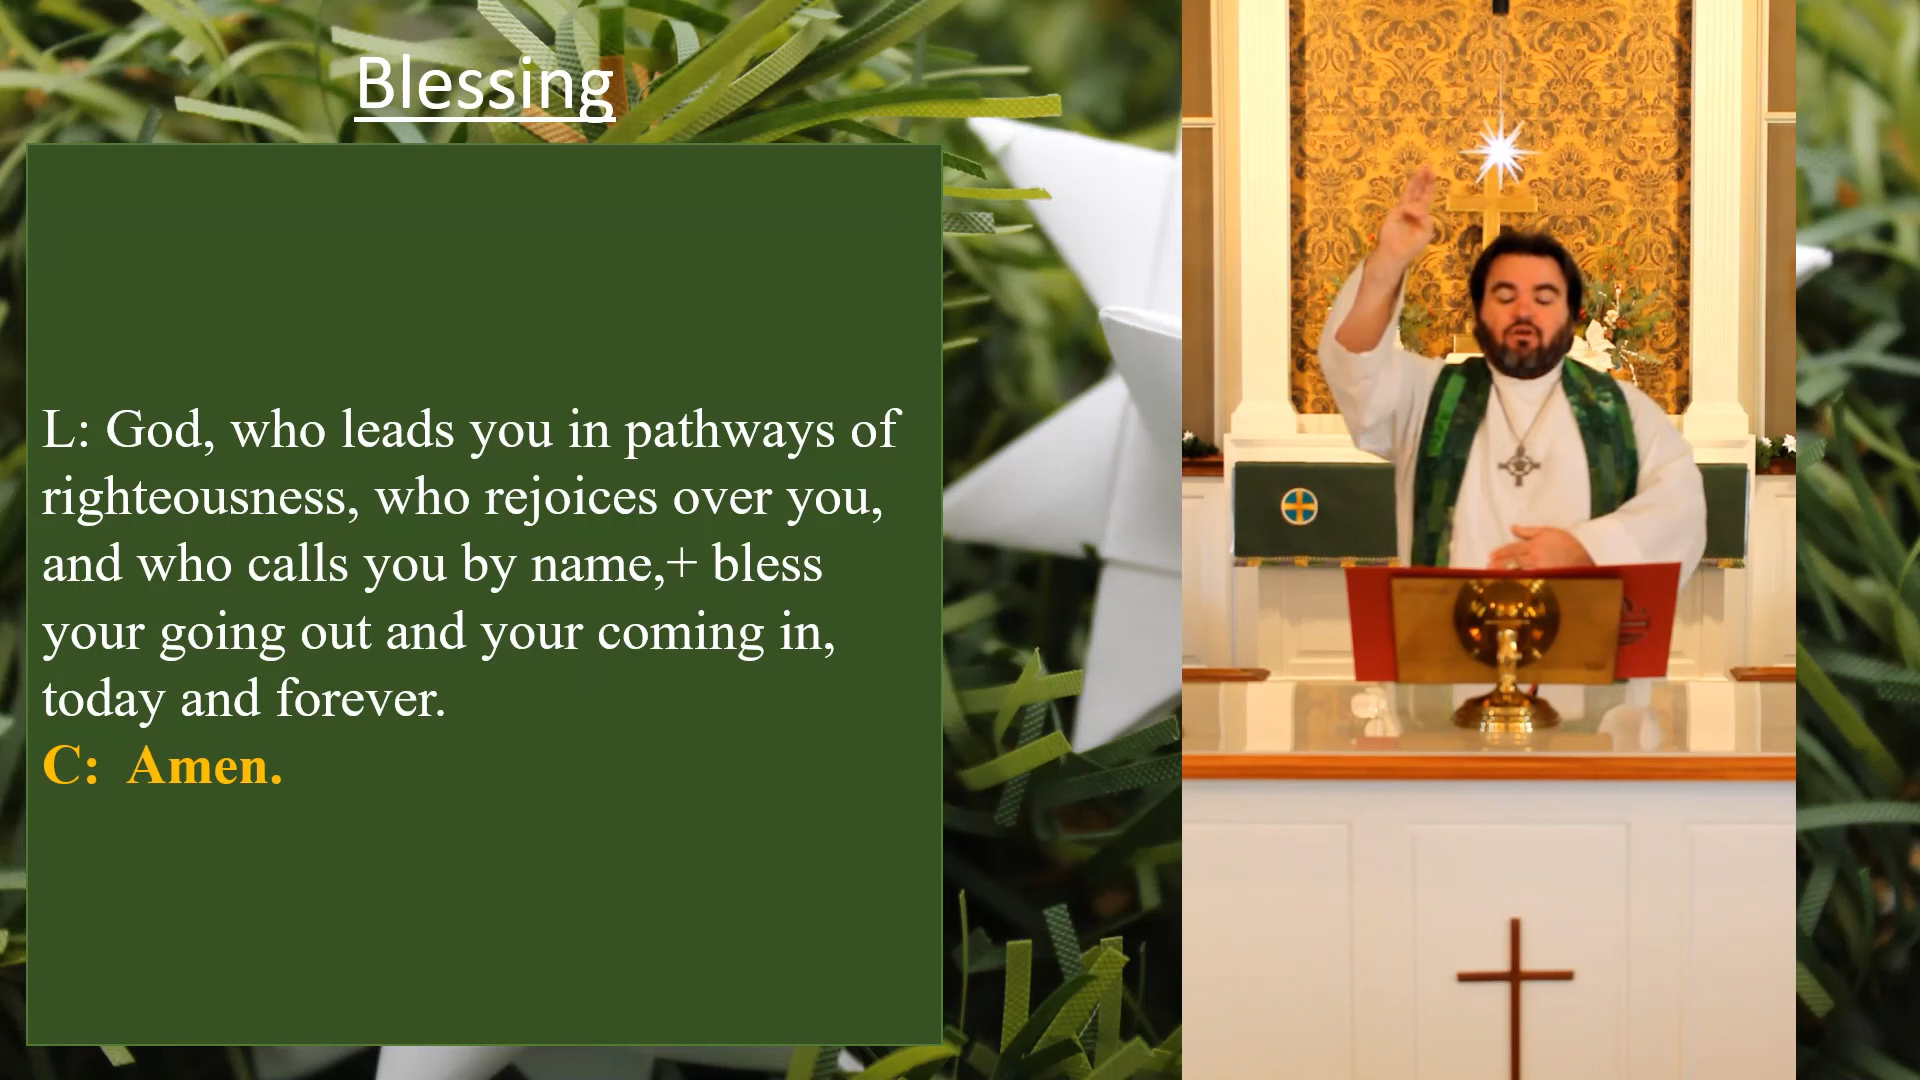 Blessing
L: God, who leads you in pathways of
righteousness, who rejoices over you,
and who calls you by name,+ bless
your going out and your coming in,
today and forever.
C:  Amen.